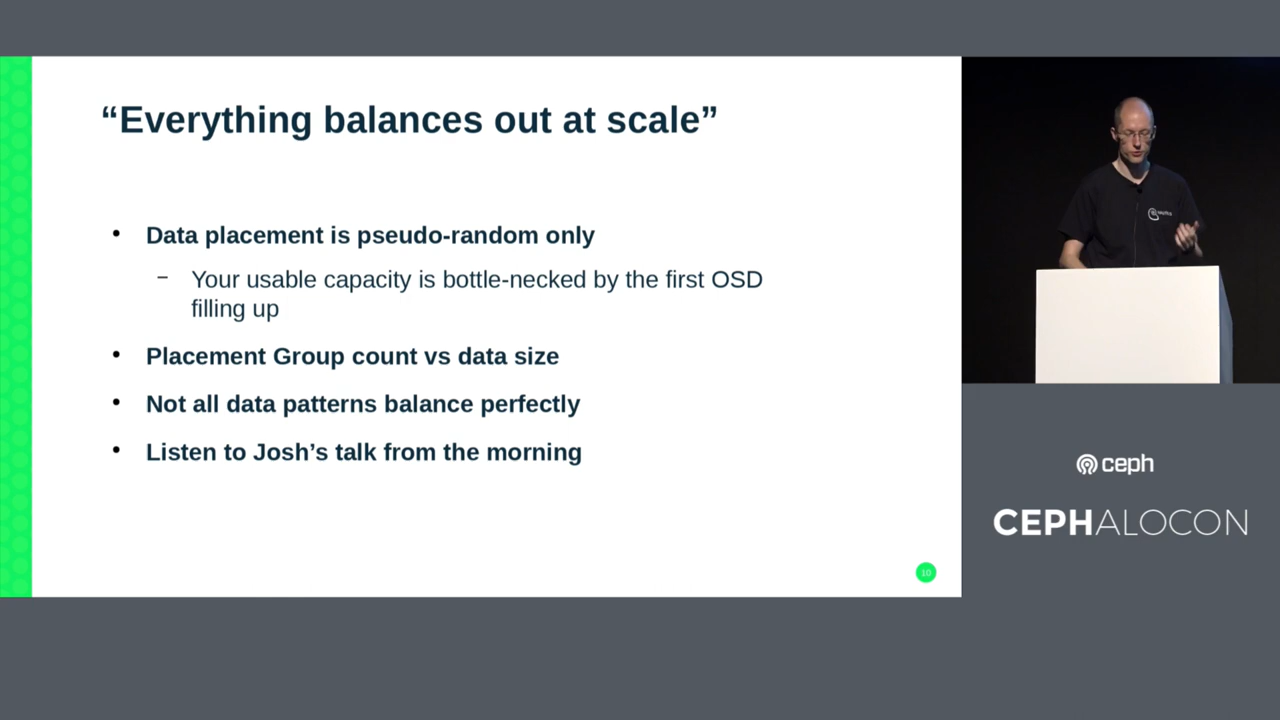 “Everything balances out at scale”
• Data placement is pseudo-random only
– Your usable capacity is bottle-necked by the first OSD
filling up
• Placement Group count vs data size
• Not all data patterns balance perfectly
• Listen to Josh’s talk from the morning
10
ceph
CEPHALOCON